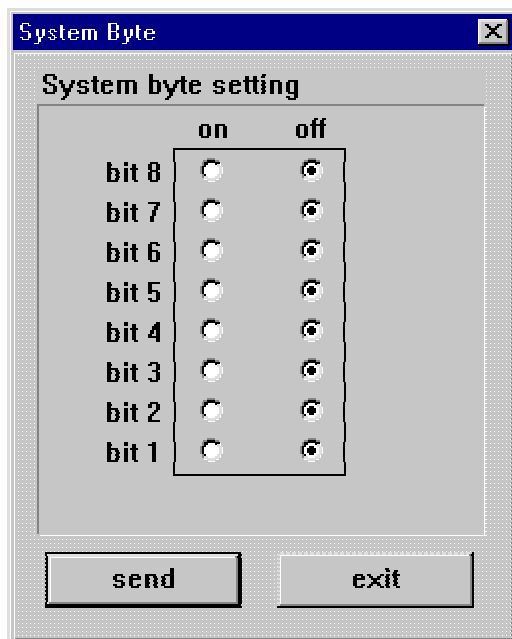 System Byte
System byte setting
on off
bit 8
bit 7
bit 6
bit 5
bit 4
bit 3
bit 2
bit 1
send exit